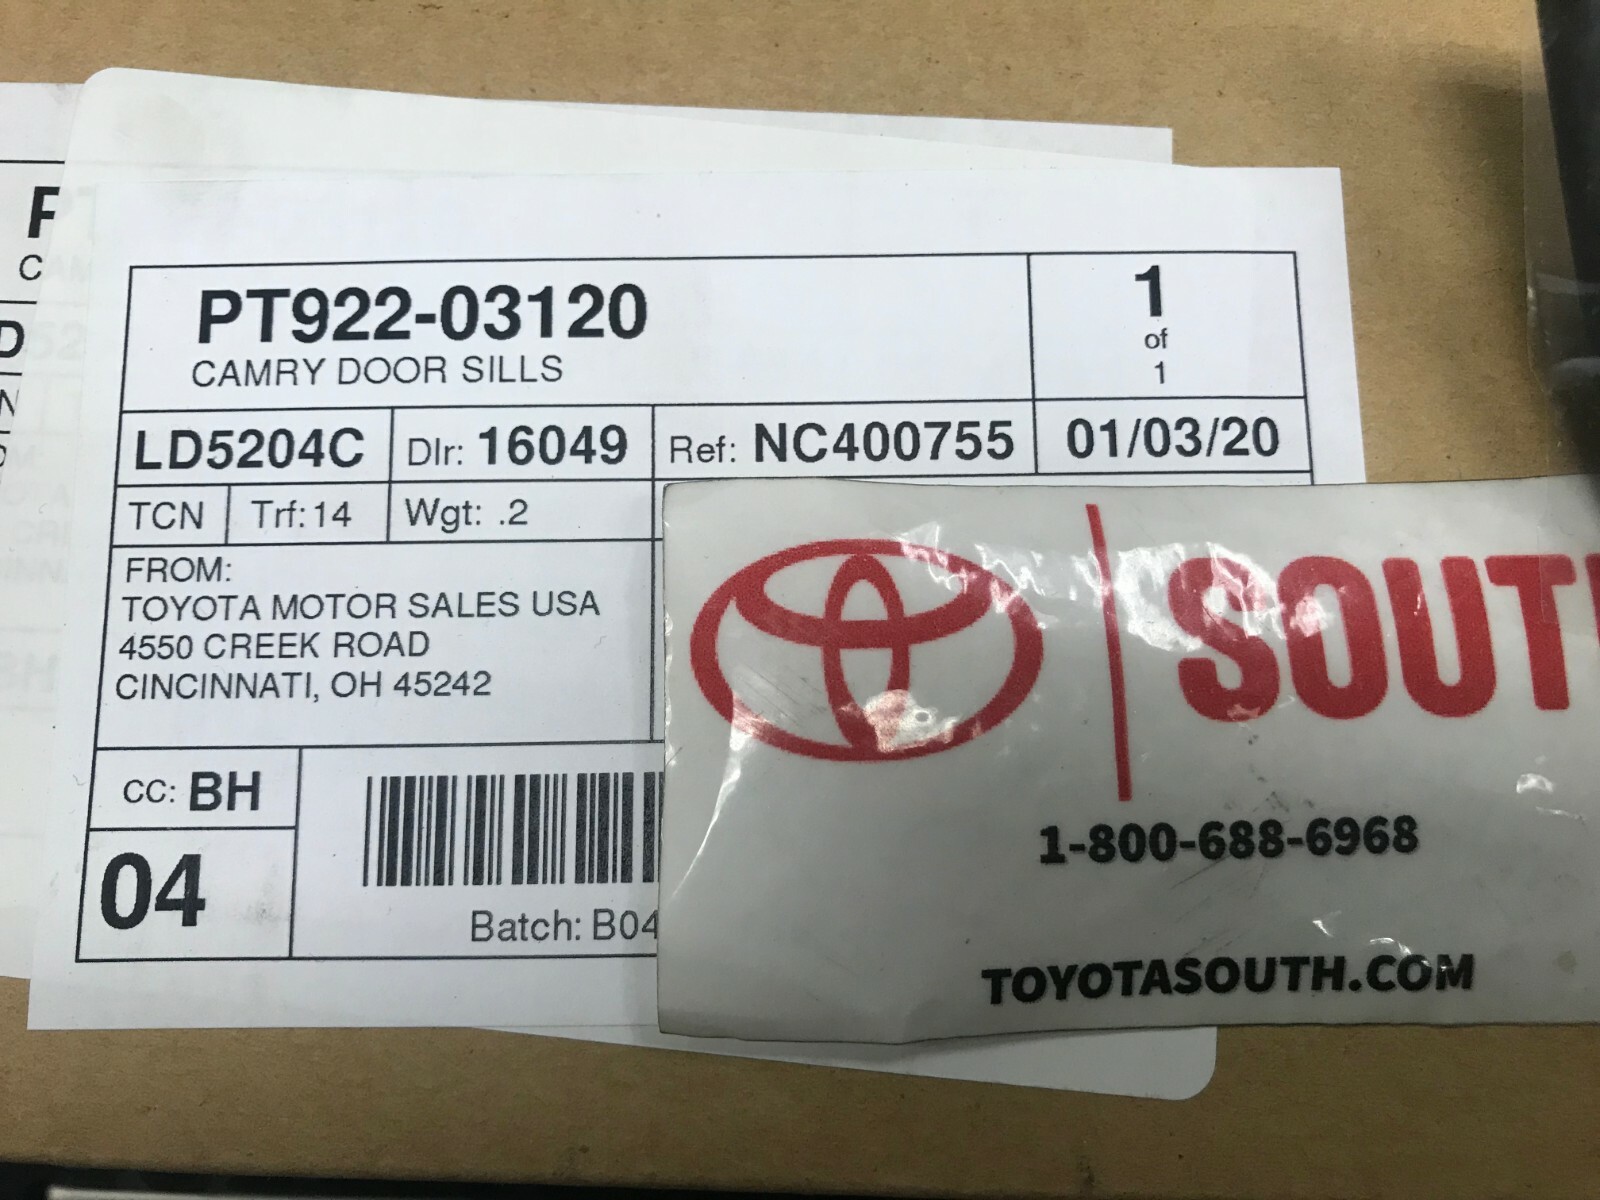 PT922-03120
CAMRY DOOR SILLS
1
of
1
LD5204C
Dlr: 16049
Ref: NC400755
01/03/20
TCN
Trf: 14
Wgt: .2
FROM:
TOYOTA MOTOR SALES USA
4550 CREEK ROAD
CINCINNATI, OH 45242
CC: BH
04
Batch: B04
SOUT
1-800-688-6968
TOYOTASOUTH.COM